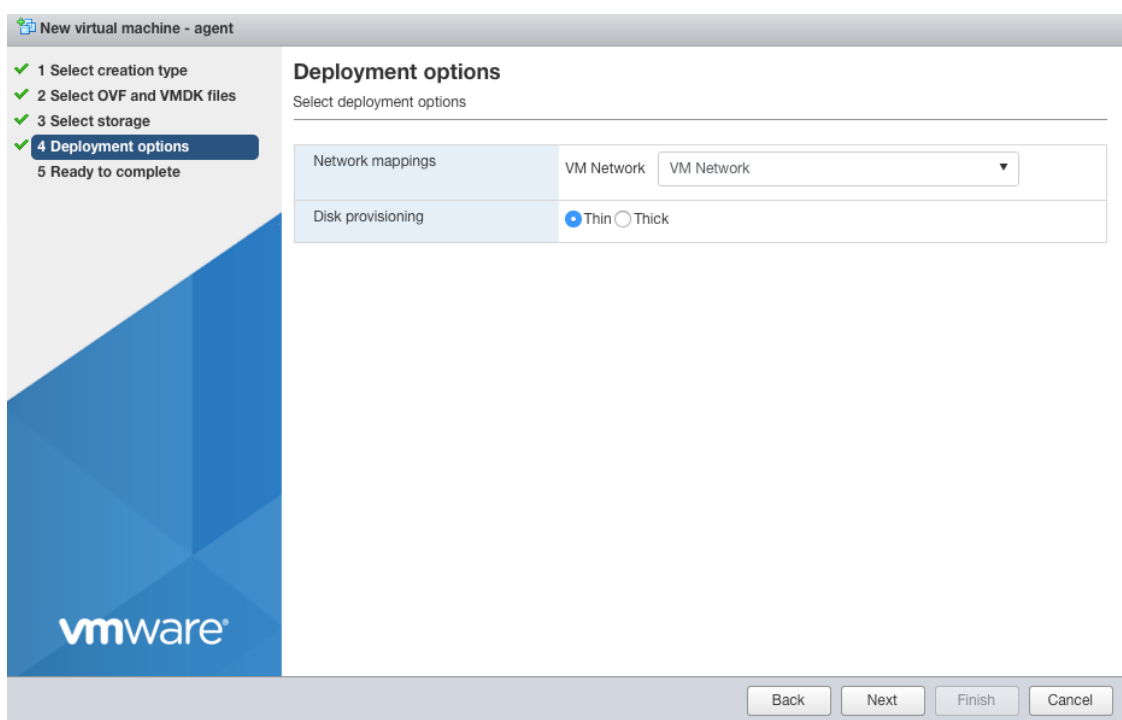 New virtual machine - agent
1 Select creation type
2 Select OVF and VMDK files
3 Select storage
4 Deployment options
5 Ready to complete
Deployment options
Select deployment options
Network mappings
VM Network VM Network
Disk provisioning
Thin Thick
vmware®
Back Next Finish Cancel